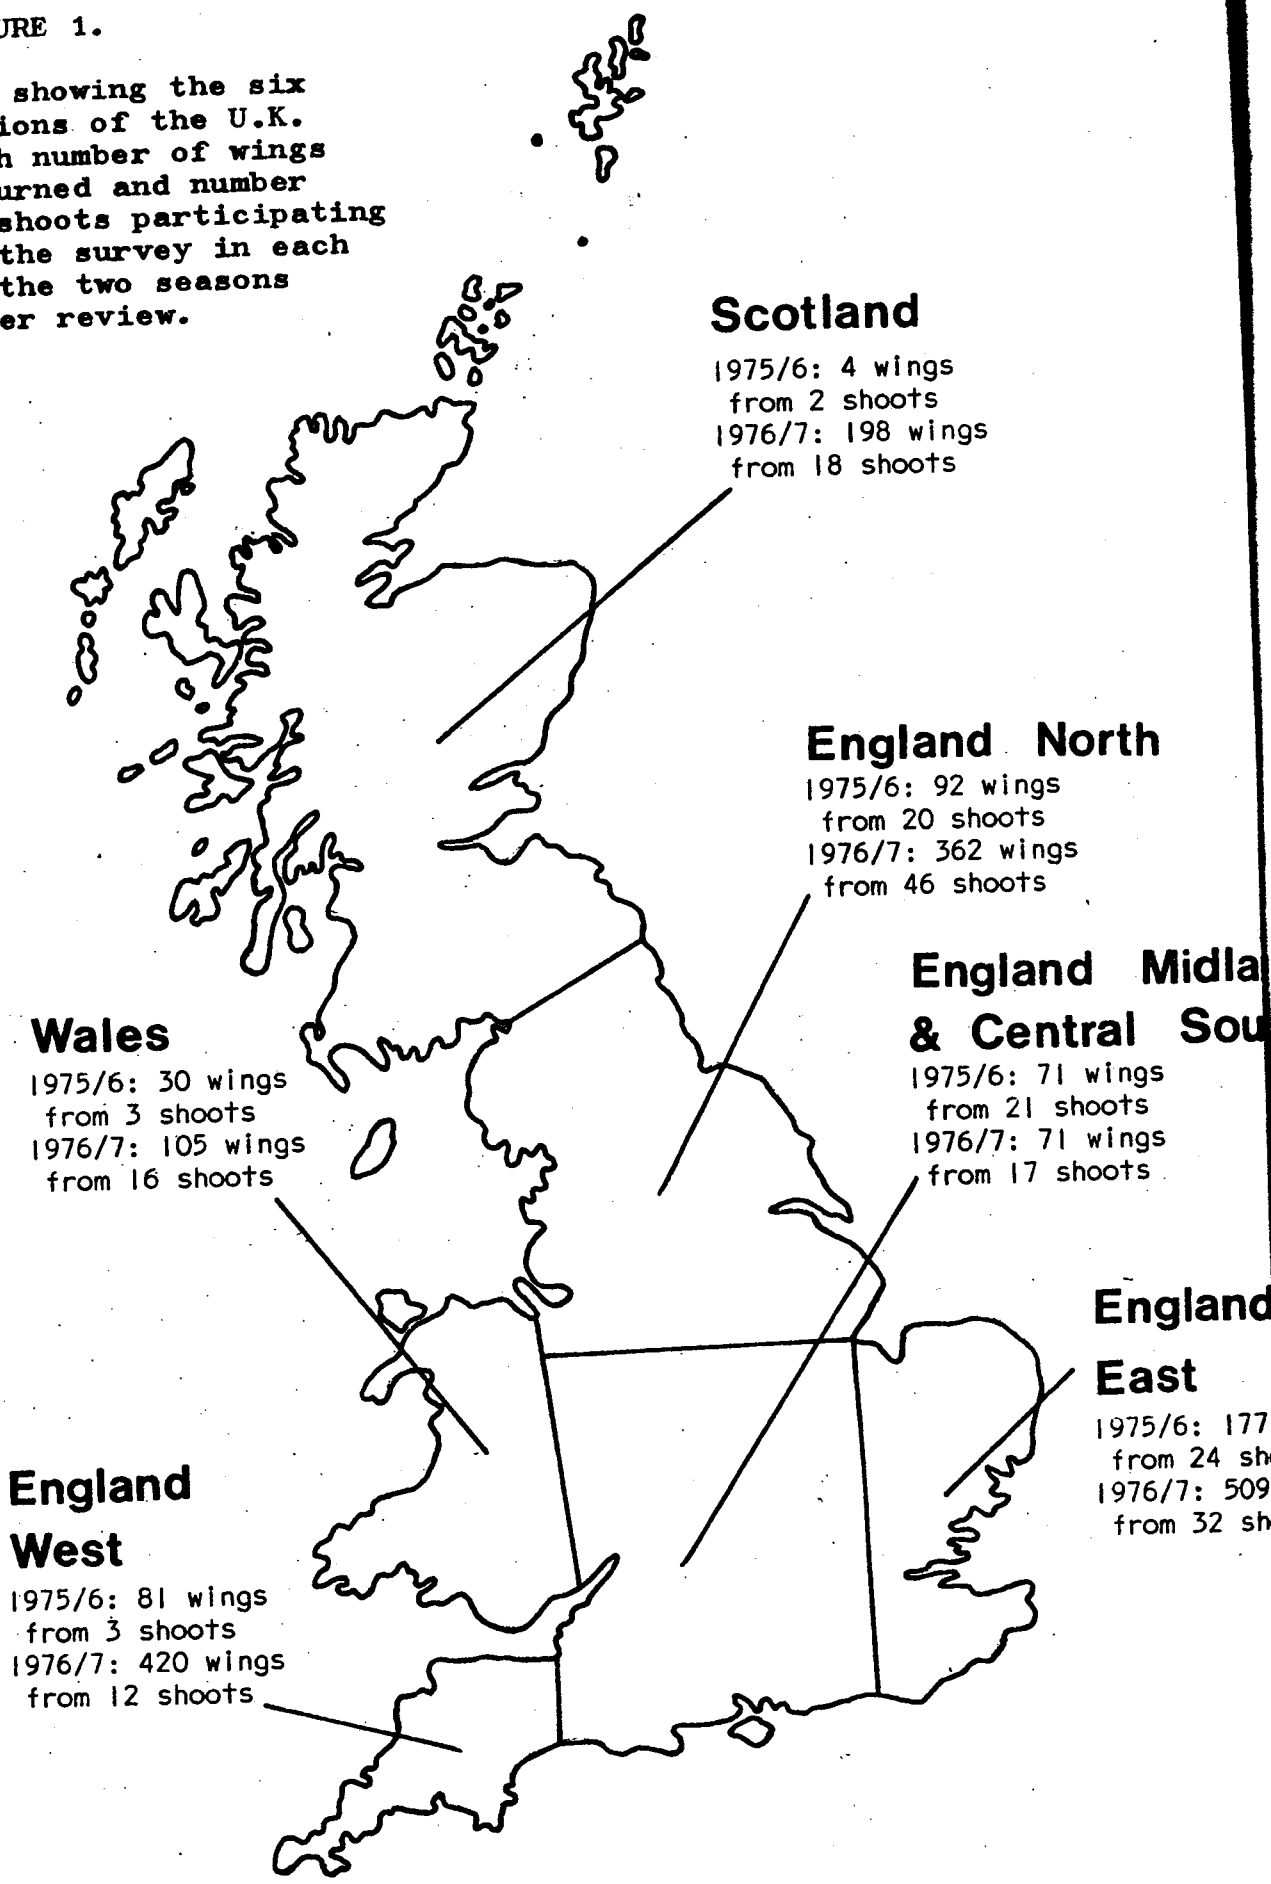 URE 1.
showing the six
ions of the U.K.
h number of wings
urned and number
shoots participating
the survey in each
the two seasons
er review.
Scotland
1975/6: 4 wings
from 2 shoots
1976/7: 198 wings
from 18 shoots
England North
1975/6: 92 wings
from 20 shoots
1976/7: 362 wings
from 46 shoots
England Midla
& Central Sou
1975/6: 71 wings
from 21 shoots
1976/7: 71 wings
from 17 shoots
Wales
1975/6: 30 wings
from 3 shoots
1976/7: 105 wings
from 16 shoots
England
East
1975/6: 177
from 24 sh
1976/7: 509
from 32 sh
England
West
1975/6: 81 wings
from 3 shoots
1976/7: 420 wings
from 12 shoots